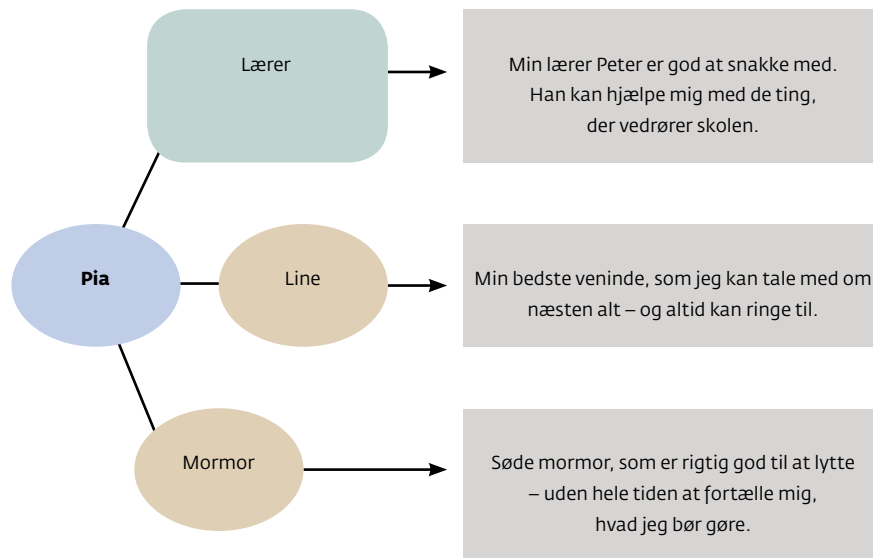 Lærer
Min lærer Peter er god at snakke med.
Han kan hjælpe mig med de ting,
der vedrører skolen.
Pia
Line
Min bedste veninde, som jeg kan tale med om
næsten alt – og altid kan ringe til.
Mormor
Søde mormor, som er rigtig god til at lytte
– uden hele tiden at fortælle mig,
hvad jeg bør gøre.